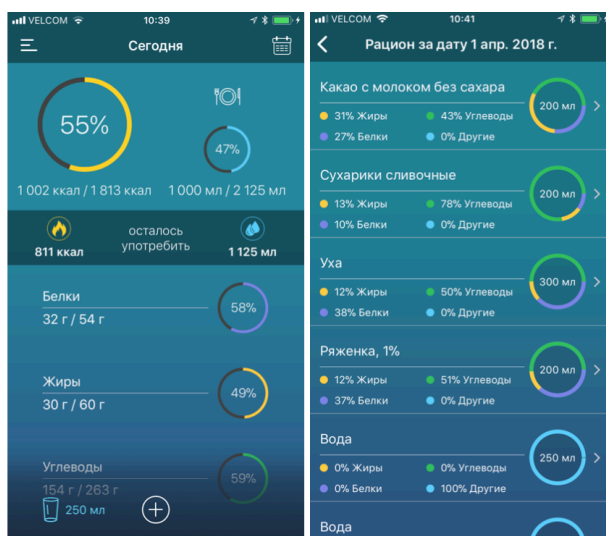 VELCOM 10:39
Сегодня
55%
47%
1 002 ккал / 1 813 ккал 1 000 мл / 2 125 мл
осталось
употребить
811 ккал 1 125 мл
Белки
32 г / 54 г
58%
Жиры
30 г / 60 г
49%
Углеводы
154 г / 263 г
59%
250 мл
VELCOM 10:41
Рацион за дату 1 апр. 2018 г.
Какао с молоком без сахара
31% Жиры 43% Углеводы
27% Белки 0% Другие
200 мл
Сухарики сливочные
13% Жиры 78% Углеводы
10% Белки 0% Другие
200 мл
Уха
12% Жиры 50% Углеводы
38% Белки 0% Другие
300 мл
Ряженка, 1%
12% Жиры 51% Углеводы
37% Белки 0% Другие
200 мл
Вода
0% Жиры 0% Углеводы
0% Белки 100% Другие
250 мл
Вода